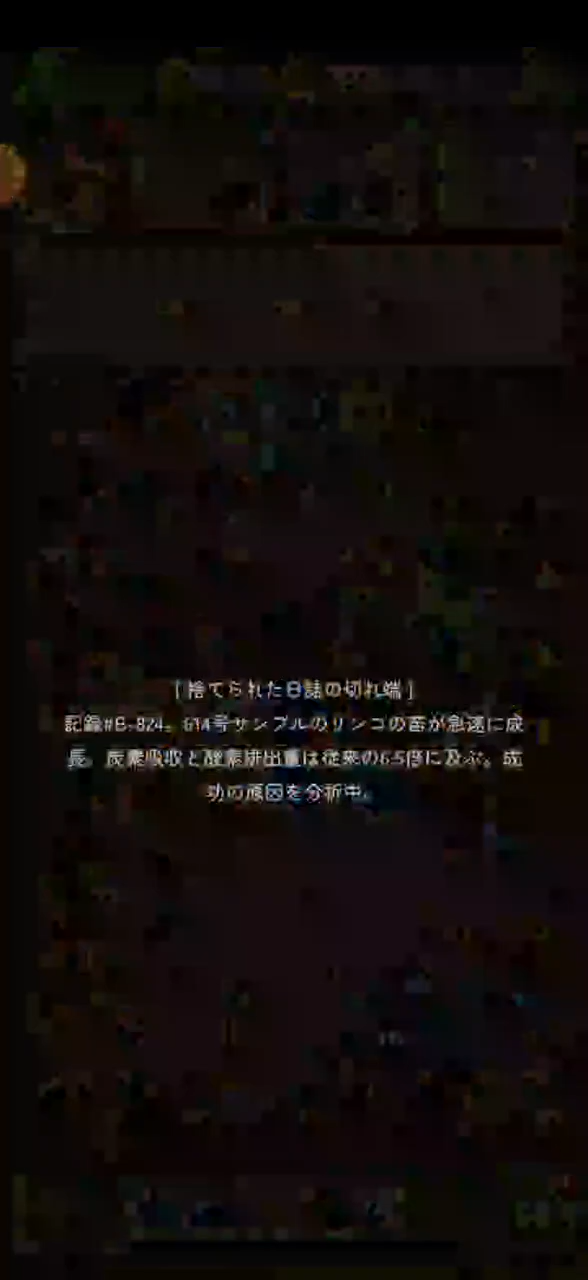 [ 捨てられた日誌の切れ端 ]
記録#B-824。614号サンプルのリンゴの苗が急速に成
長。炭素吸収と酸素排出量は従来の6.5倍に及ぶ。成
功の原因を分析中。